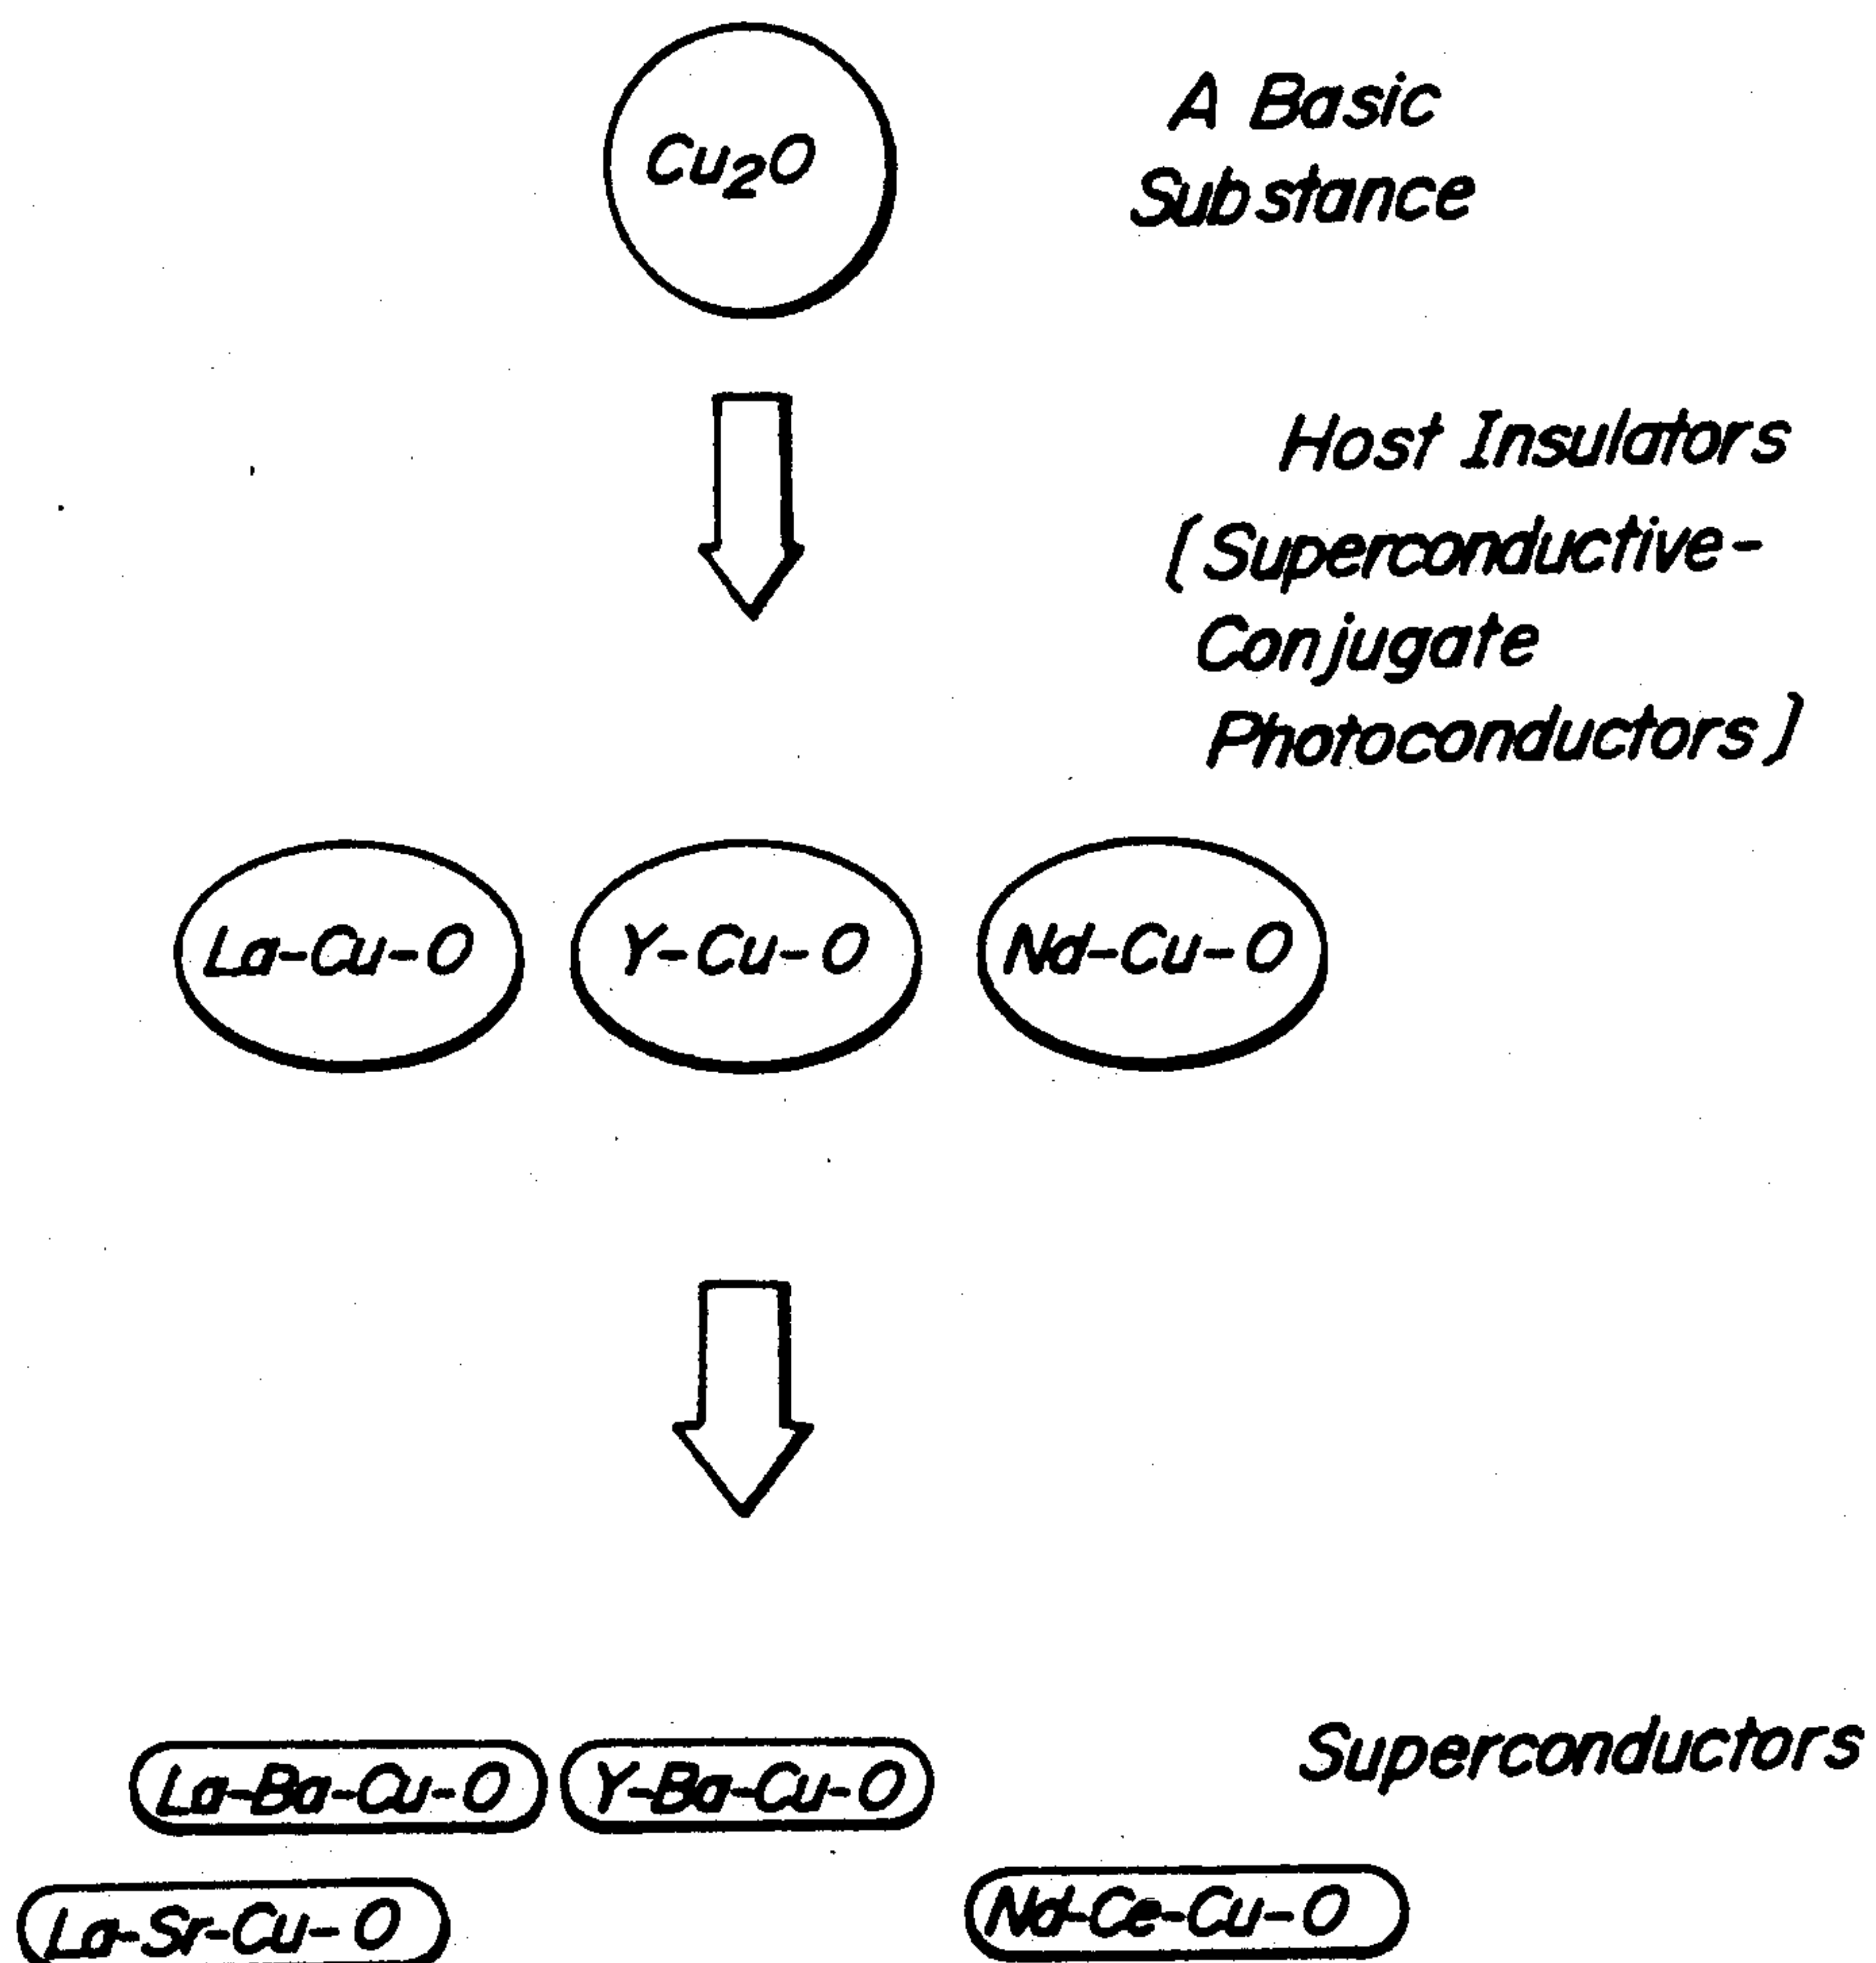 Cu₂O
A Basic
Substance
Host Insulators
(Superconductive-
Conjugate
Photoconductors)
La-Cu-O
Y-Cu-O
Nd-Cu-O
Superconductors
La-Ba-Cu-O
Y-Ba-Cu-O
La-Sr-Cu-O
Nd-Ce-Cu-O